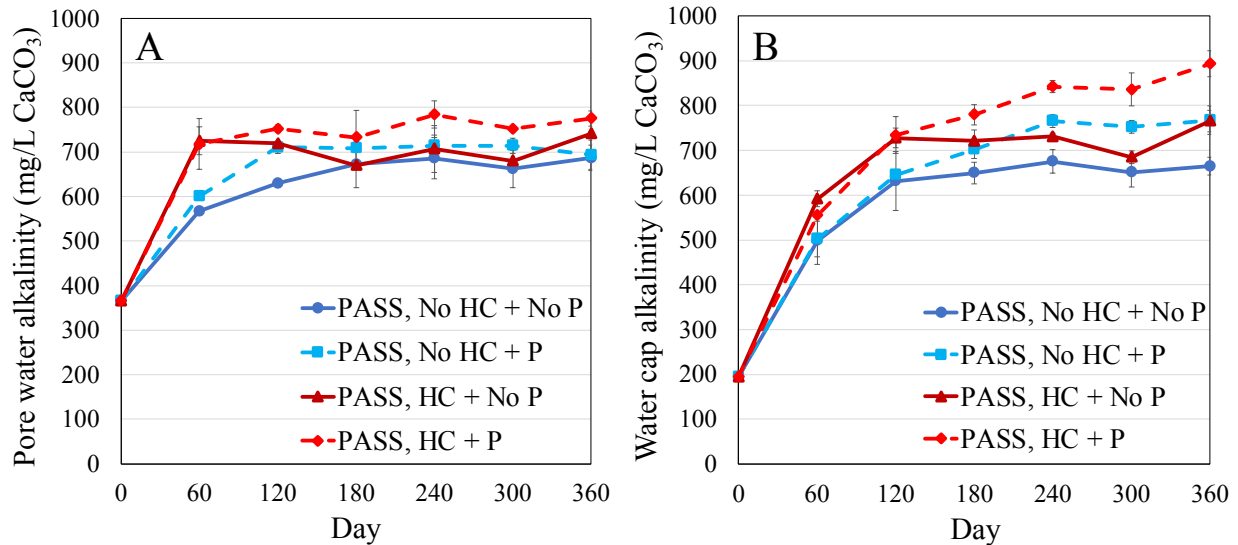 A
Pore water alkalinity (mg/L CaCO₃)
1000
900
800
700
600
500
400
300
200
100
0
0 60 120 180 240 300 360
Day
PASS, No HC + No P
PASS, No HC + P
PASS, HC + No P
PASS, HC + P
B
Water cap alkalinity (mg/L CaCO₃)
1000
900
800
700
600
500
400
300
200
100
0
0 60 120 180 240 300 360
Day
PASS, No HC + No P
PASS, No HC + P
PASS, HC + No P
PASS, HC + P